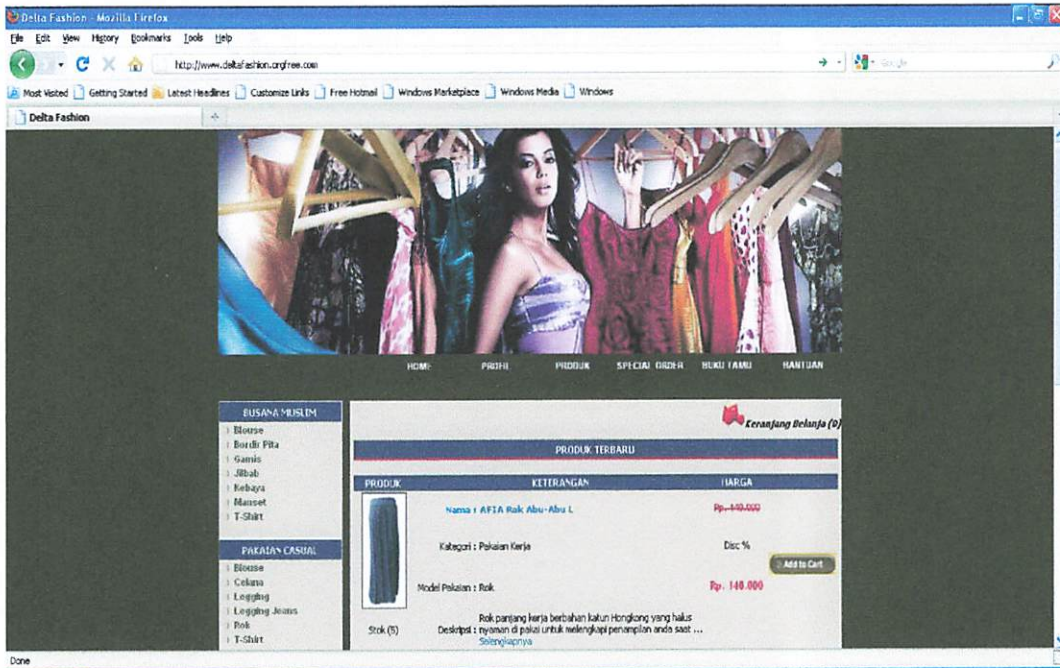 Delta Fashion - Mozilla Firefox
File Edit View History Bookmarks Tools Help
http://www.deltafashion.orgfree.com
Google
Most Visited Getting Started Latest Headlines Customize Links Free Hotmail Windows Marketplace Windows Media Windows
Delta Fashion
HOME PROFIL PRODUK SPECIAL ORDER BUKU TAMU BANTUAN
BUSANA MUSLIM
Blouse
Bordir Pita
Gamis
Jilbab
Kebaya
Manset
T-Shirt
PAKAIAN CASUAL
Blouse
Celana
Legging
Legging Jeans
Rok
T-Shirt
Keranjang Belanja (0)
PRODUK TERBARU
PRODUK KETERANGAN HARGA
Nama : AFIA Rok Abu-Abu L Rp. 140.000
Kategori : Pakaian Kerja Disc %
Add to Cart
Model Pakaian : Rok Rp. 140.000
Rok panjang kerja berbahan katun Hongkong yang halus
Stok (5) Deskripsi : nyaman di pakai untuk melengkapi penampilan anda saat ...
Selengkapnya
Done